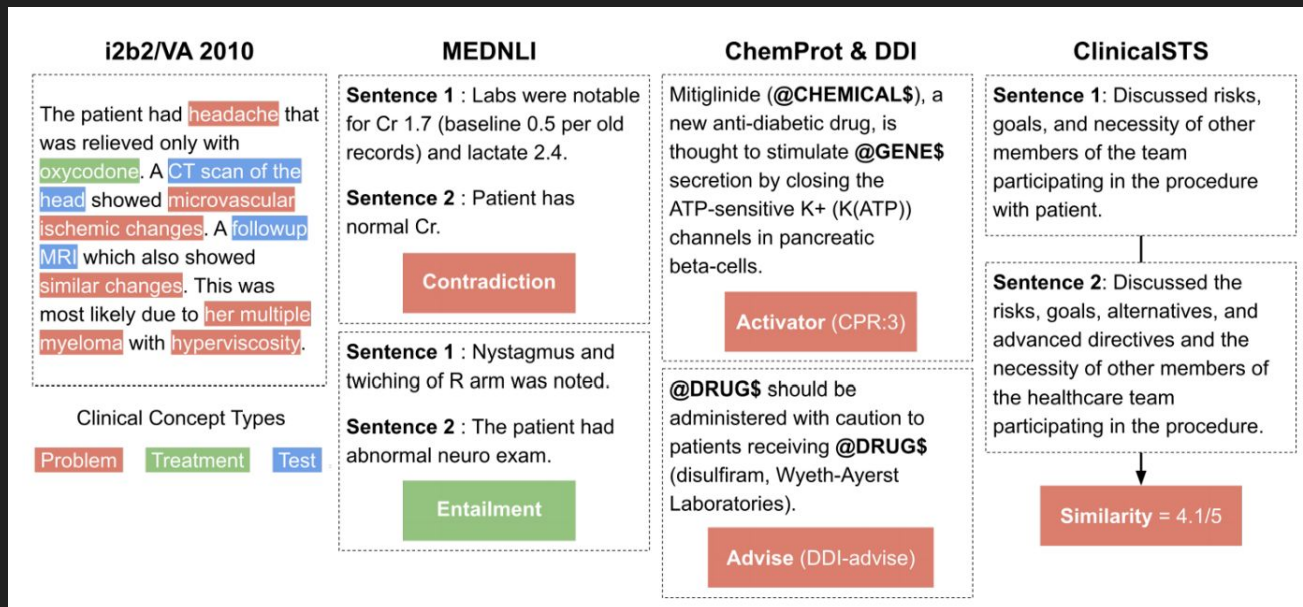 i2b2/VA 2010
The patient had headache that
was relieved only with
oxycodone. A CT scan of the
head showed microvascular
ischemic changes. A followup
MRI which also showed
similar changes. This was
most likely due to her multiple
myeloma with hyperviscosity.
Clinical Concept Types
Problem Treatment Test
MEDNLI
Sentence 1 : Labs were notable
for Cr 1.7 (baseline 0.5 per old
records) and lactate 2.4.
Sentence 2 : Patient has
normal Cr.
Contradiction
Sentence 1 : Nystagmus and
twiching of R arm was noted.
Sentence 2 : The patient had
abnormal neuro exam.
Entailment
ChemProt & DDI
Mitiglinide (@CHEMICAL$), a
new anti-diabetic drug, is
thought to stimulate @GENE$
secretion by closing the
ATP-sensitive K+ (K(ATP))
channels in pancreatic
beta-cells.
Activator (CPR:3)
@DRUG$ should be
administered with caution to
patients receiving @DRUG$
(disulfiram, Wyeth-Ayerst
Laboratories).
Advise (DDI-advise)
ClinicalSTS
Sentence 1: Discussed risks,
goals, and necessity of other
members of the team
participating in the procedure
with patient.
Sentence 2: Discussed the
risks, goals, alternatives, and
advanced directives and the
necessity of other members of
the healthcare team
participating in the procedure.
Similarity = 4.1/5